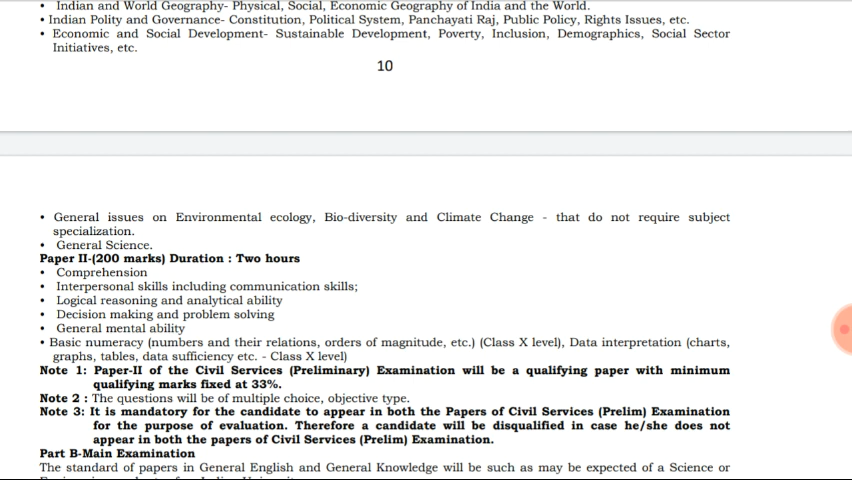 • Indian and World Geography- Physical, Social, Economic Geography of India and the World.
• Indian Polity and Governance- Constitution, Political System, Panchayati Raj, Public Policy, Rights Issues, etc.
• Economic and Social Development- Sustainable Development, Poverty, Inclusion, Demographics, Social Sector
Initiatives, etc.
10
• General issues on Environmental ecology, Bio-diversity and Climate Change - that do not require subject
specialization.
• General Science.
Paper II-(200 marks) Duration : Two hours
• Comprehension
• Interpersonal skills including communication skills;
• Logical reasoning and analytical ability
• Decision making and problem solving
• General mental ability
• Basic numeracy (numbers and their relations, orders of magnitude, etc.) (Class X level), Data interpretation (charts,
graphs, tables, data sufficiency etc. - Class X level)
Note 1: Paper-II of the Civil Services (Preliminary) Examination will be a qualifying paper with minimum
qualifying marks fixed at 33%.
Note 2 : The questions will be of multiple choice, objective type.
Note 3: It is mandatory for the candidate to appear in both the Papers of Civil Services (Prelim) Examination
for the purpose of evaluation. Therefore a candidate will be disqualified in case he/she does not
appear in both the papers of Civil Services (Prelim) Examination.
Part B-Main Examination
The standard of papers in General English and General Knowledge will be such as may be expected of a Science or